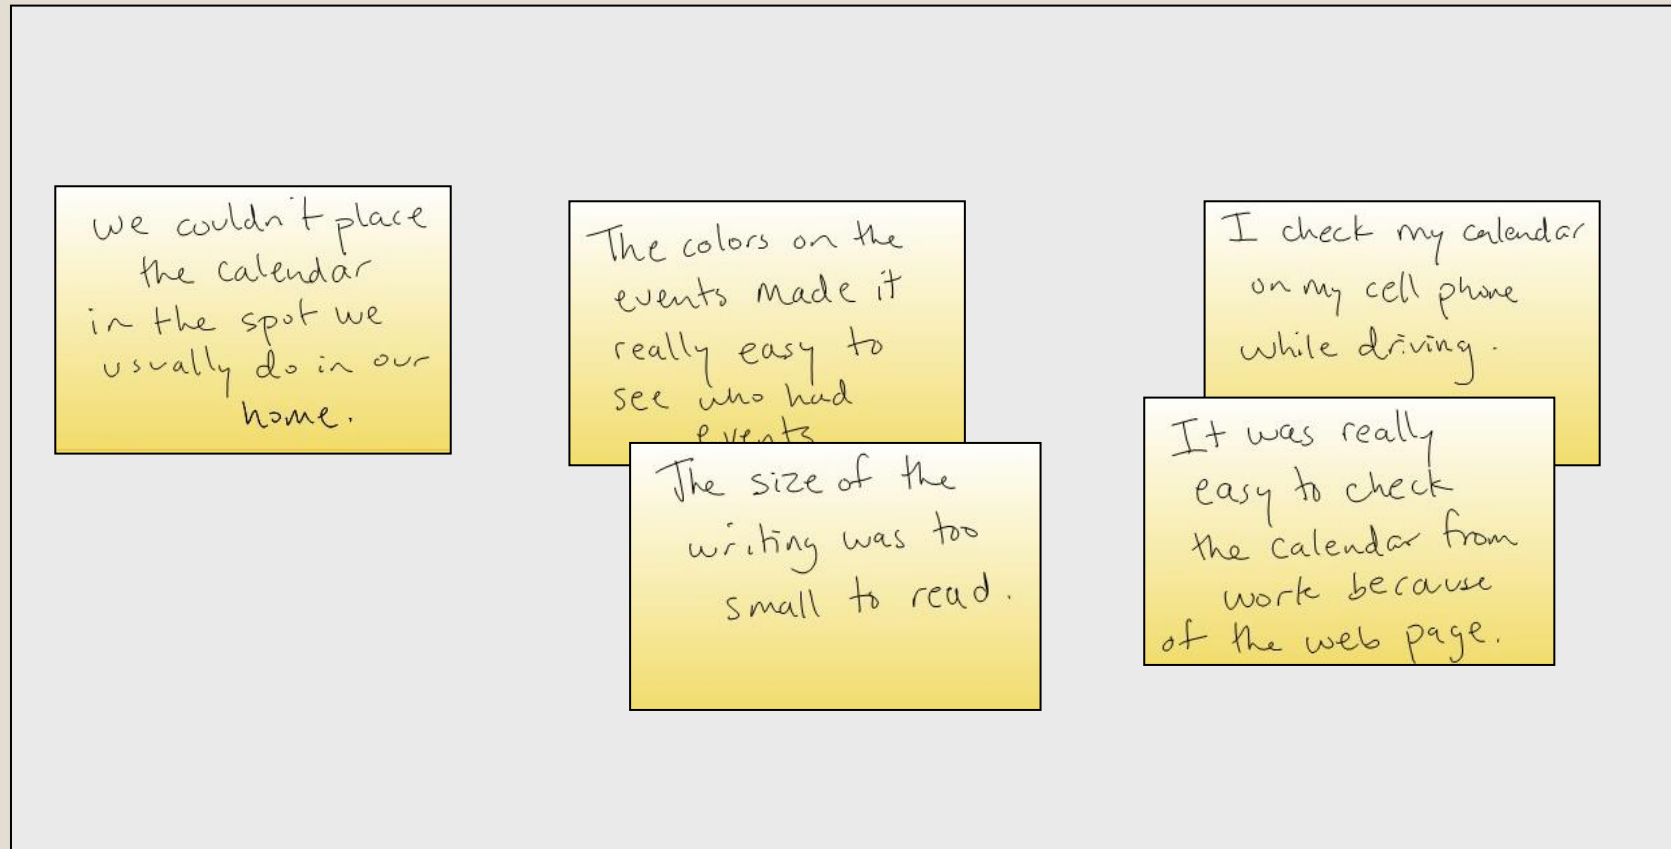 we couldn't place
the calendar
in the spot we
usually do in our
home.
The colors on the
events made it
really easy to
see who had
events
The size of the
writing was too
small to read.
I check my calendar
on my cell phone
while driving.
It was really
easy to check
the calendar from
work because
of the web page.